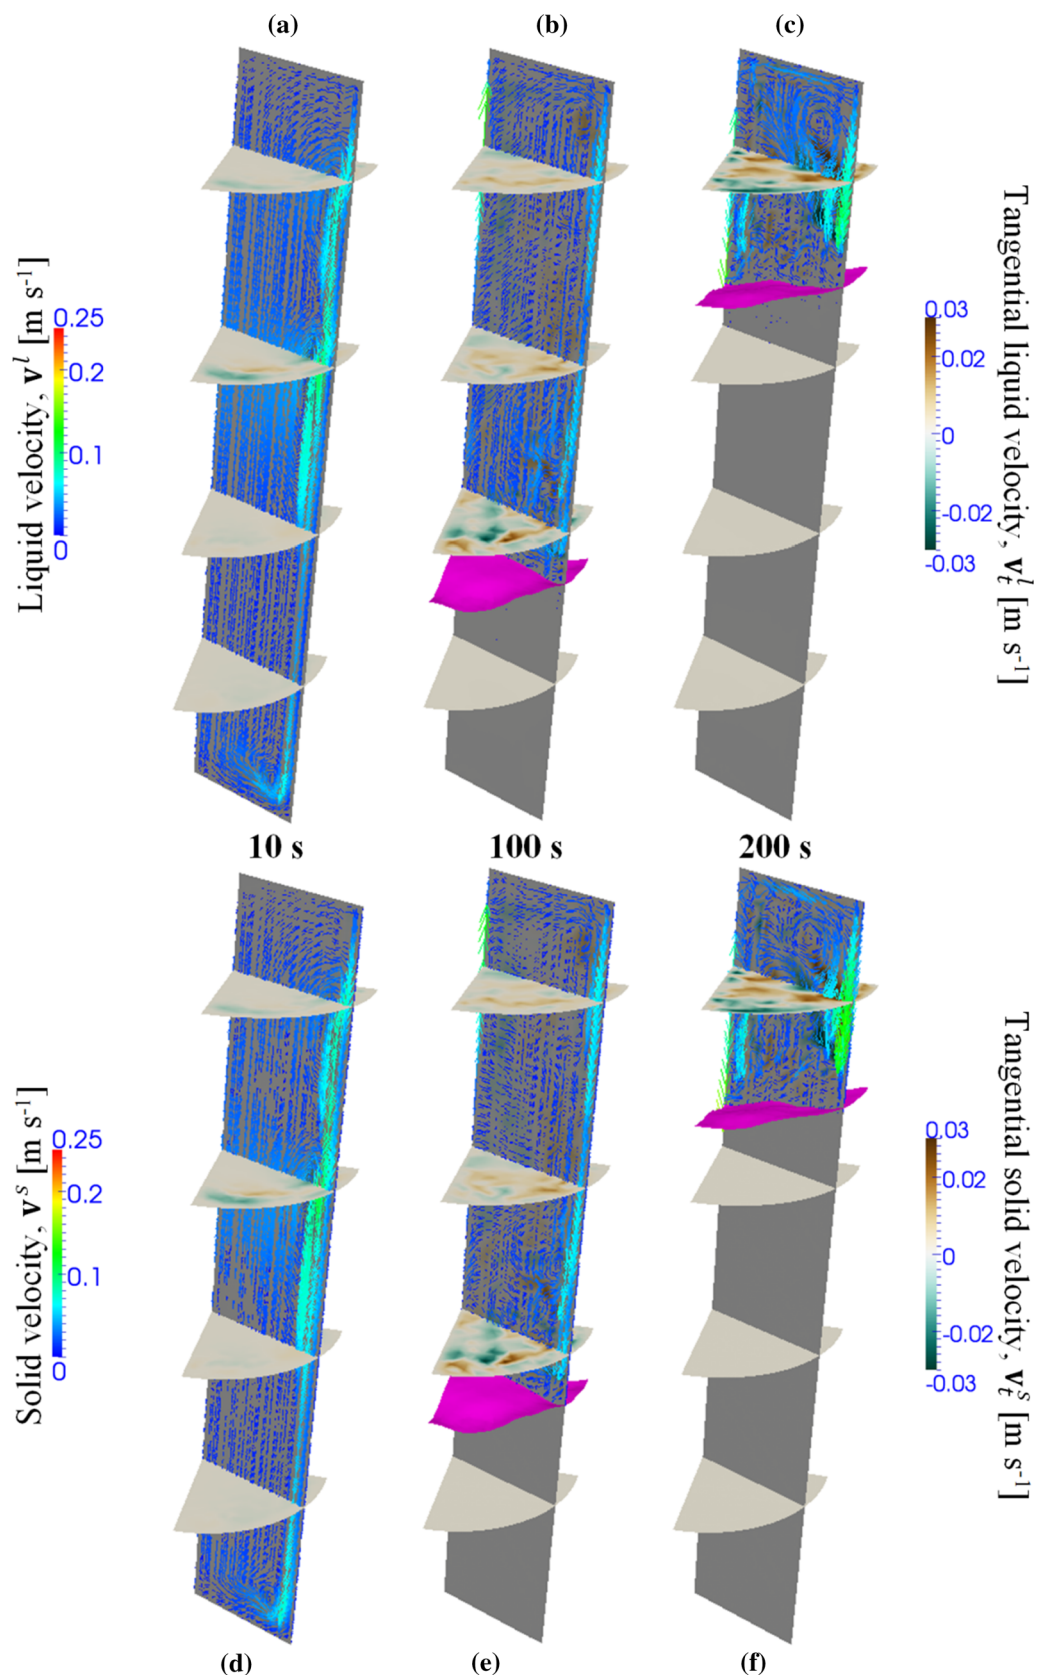 (a) (b) (c)
Liquid velocity, v^l [m s^-1]
0.25
0.2
0.1
0
Tangential liquid velocity, v_t^l [m s^-1]
0.03
0.02
0
-0.02
-0.03
10 s 100 s 200 s
Solid velocity, v^s [m s^-1]
0.25
0.2
0.1
0
Tangential solid velocity, v_t^s [m s^-1]
0.03
0.02
0
-0.02
-0.03
(d) (e) (f)